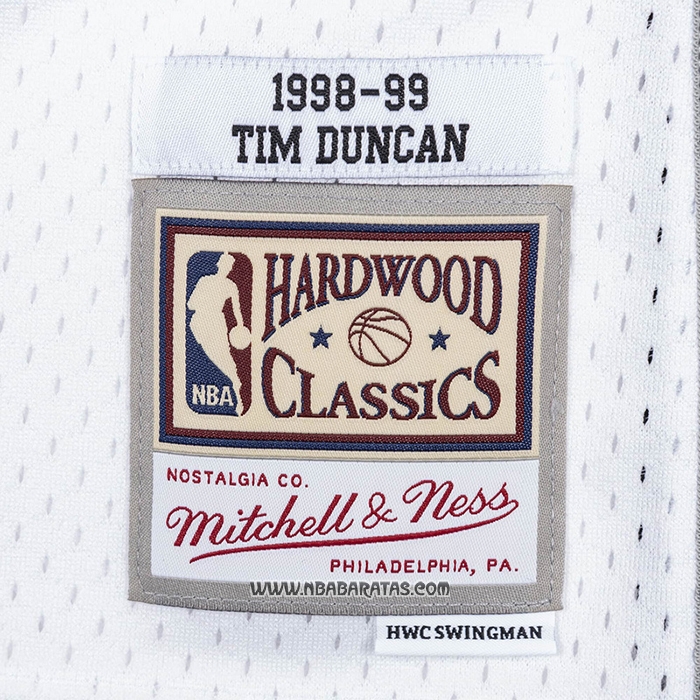 1998-99
TIM DUNCAN
HARDWOOD
CLASSICS
NBA
NOSTALGIA CO.
Mitchell & Ness
PHILADELPHIA, PA.
WWW.NBABARATAS.COM
HWC SWINGMAN